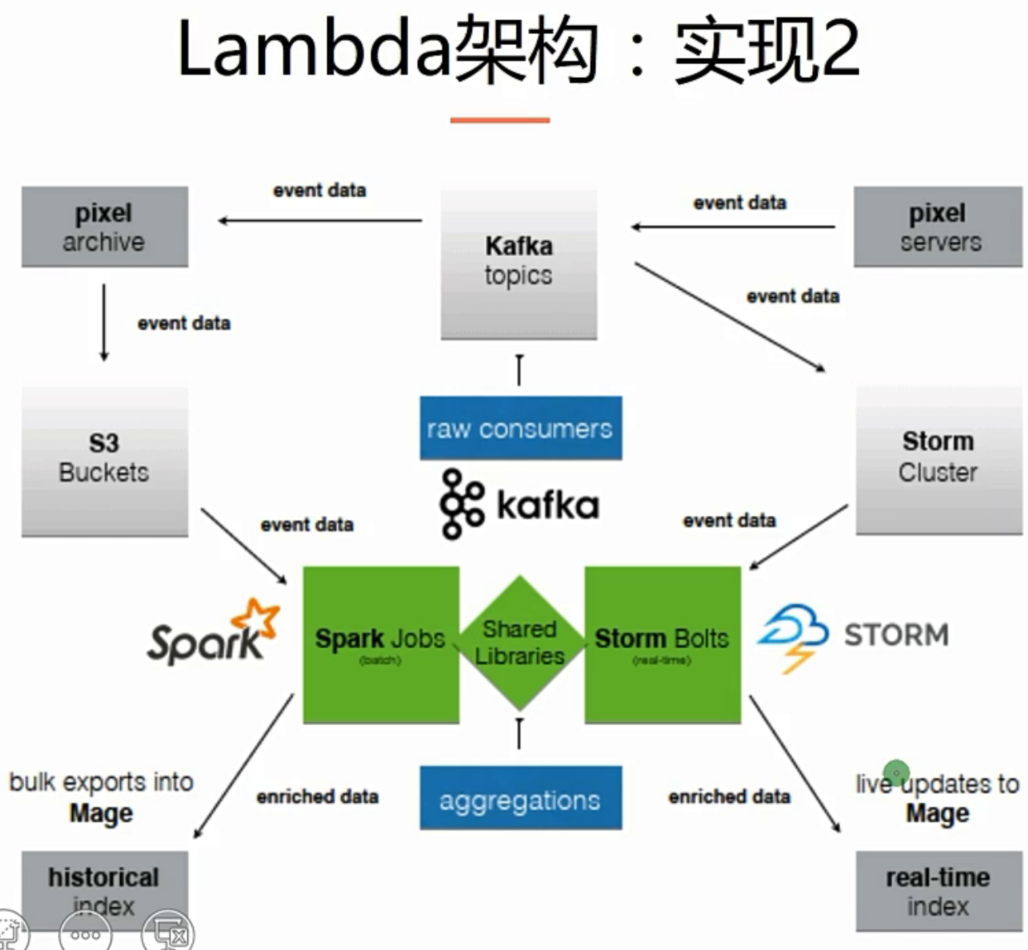 Lambda架构：实现2
event data
event data
pixel
archive
Kafka
topics
pixel
servers
event data
event data
raw consumers
S3
Buckets
Storm
Cluster
kafka
event data
event data
Spark
Spark Jobs
(batch)
Shared
Libraries
Storm Bolts
(real-time)
STORM
bulk exports into
Mage
enriched data
aggregations
enriched data
live updates to
Mage
historical
index
real-time
index